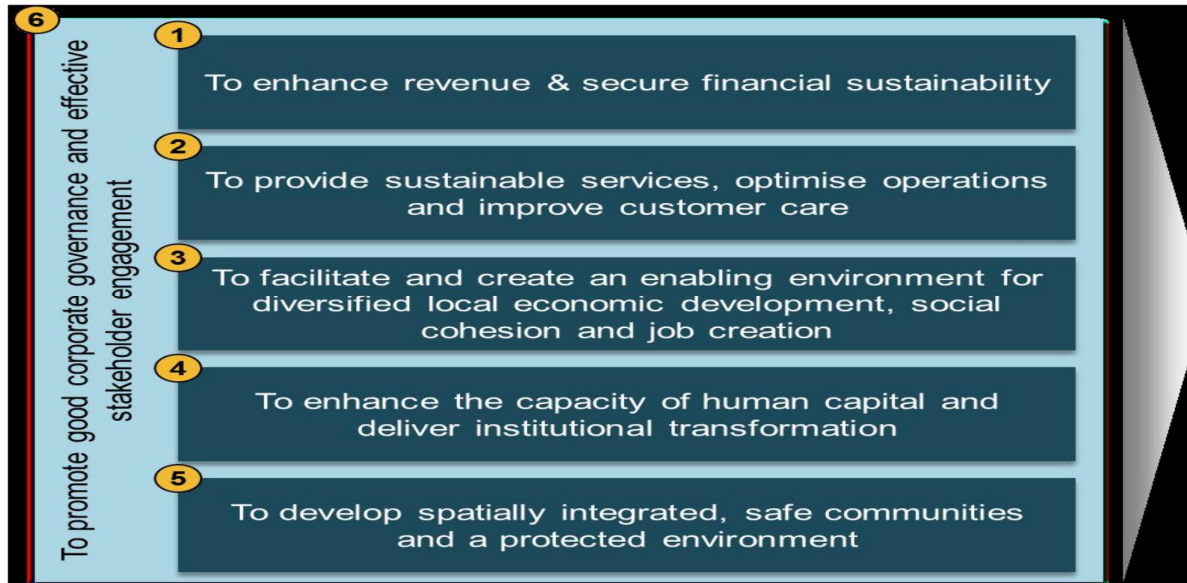 6
To promote good corporate governance and effective
stakeholder engagement
1
To enhance revenue & secure financial sustainability
2
To provide sustainable services, optimise operations
and improve customer care
3
To facilitate and create an enabling environment for
diversified local economic development, social
cohesion and job creation
4
To enhance the capacity of human capital and
deliver institutional transformation
5
To develop spatially integrated, safe communities
and a protected environment